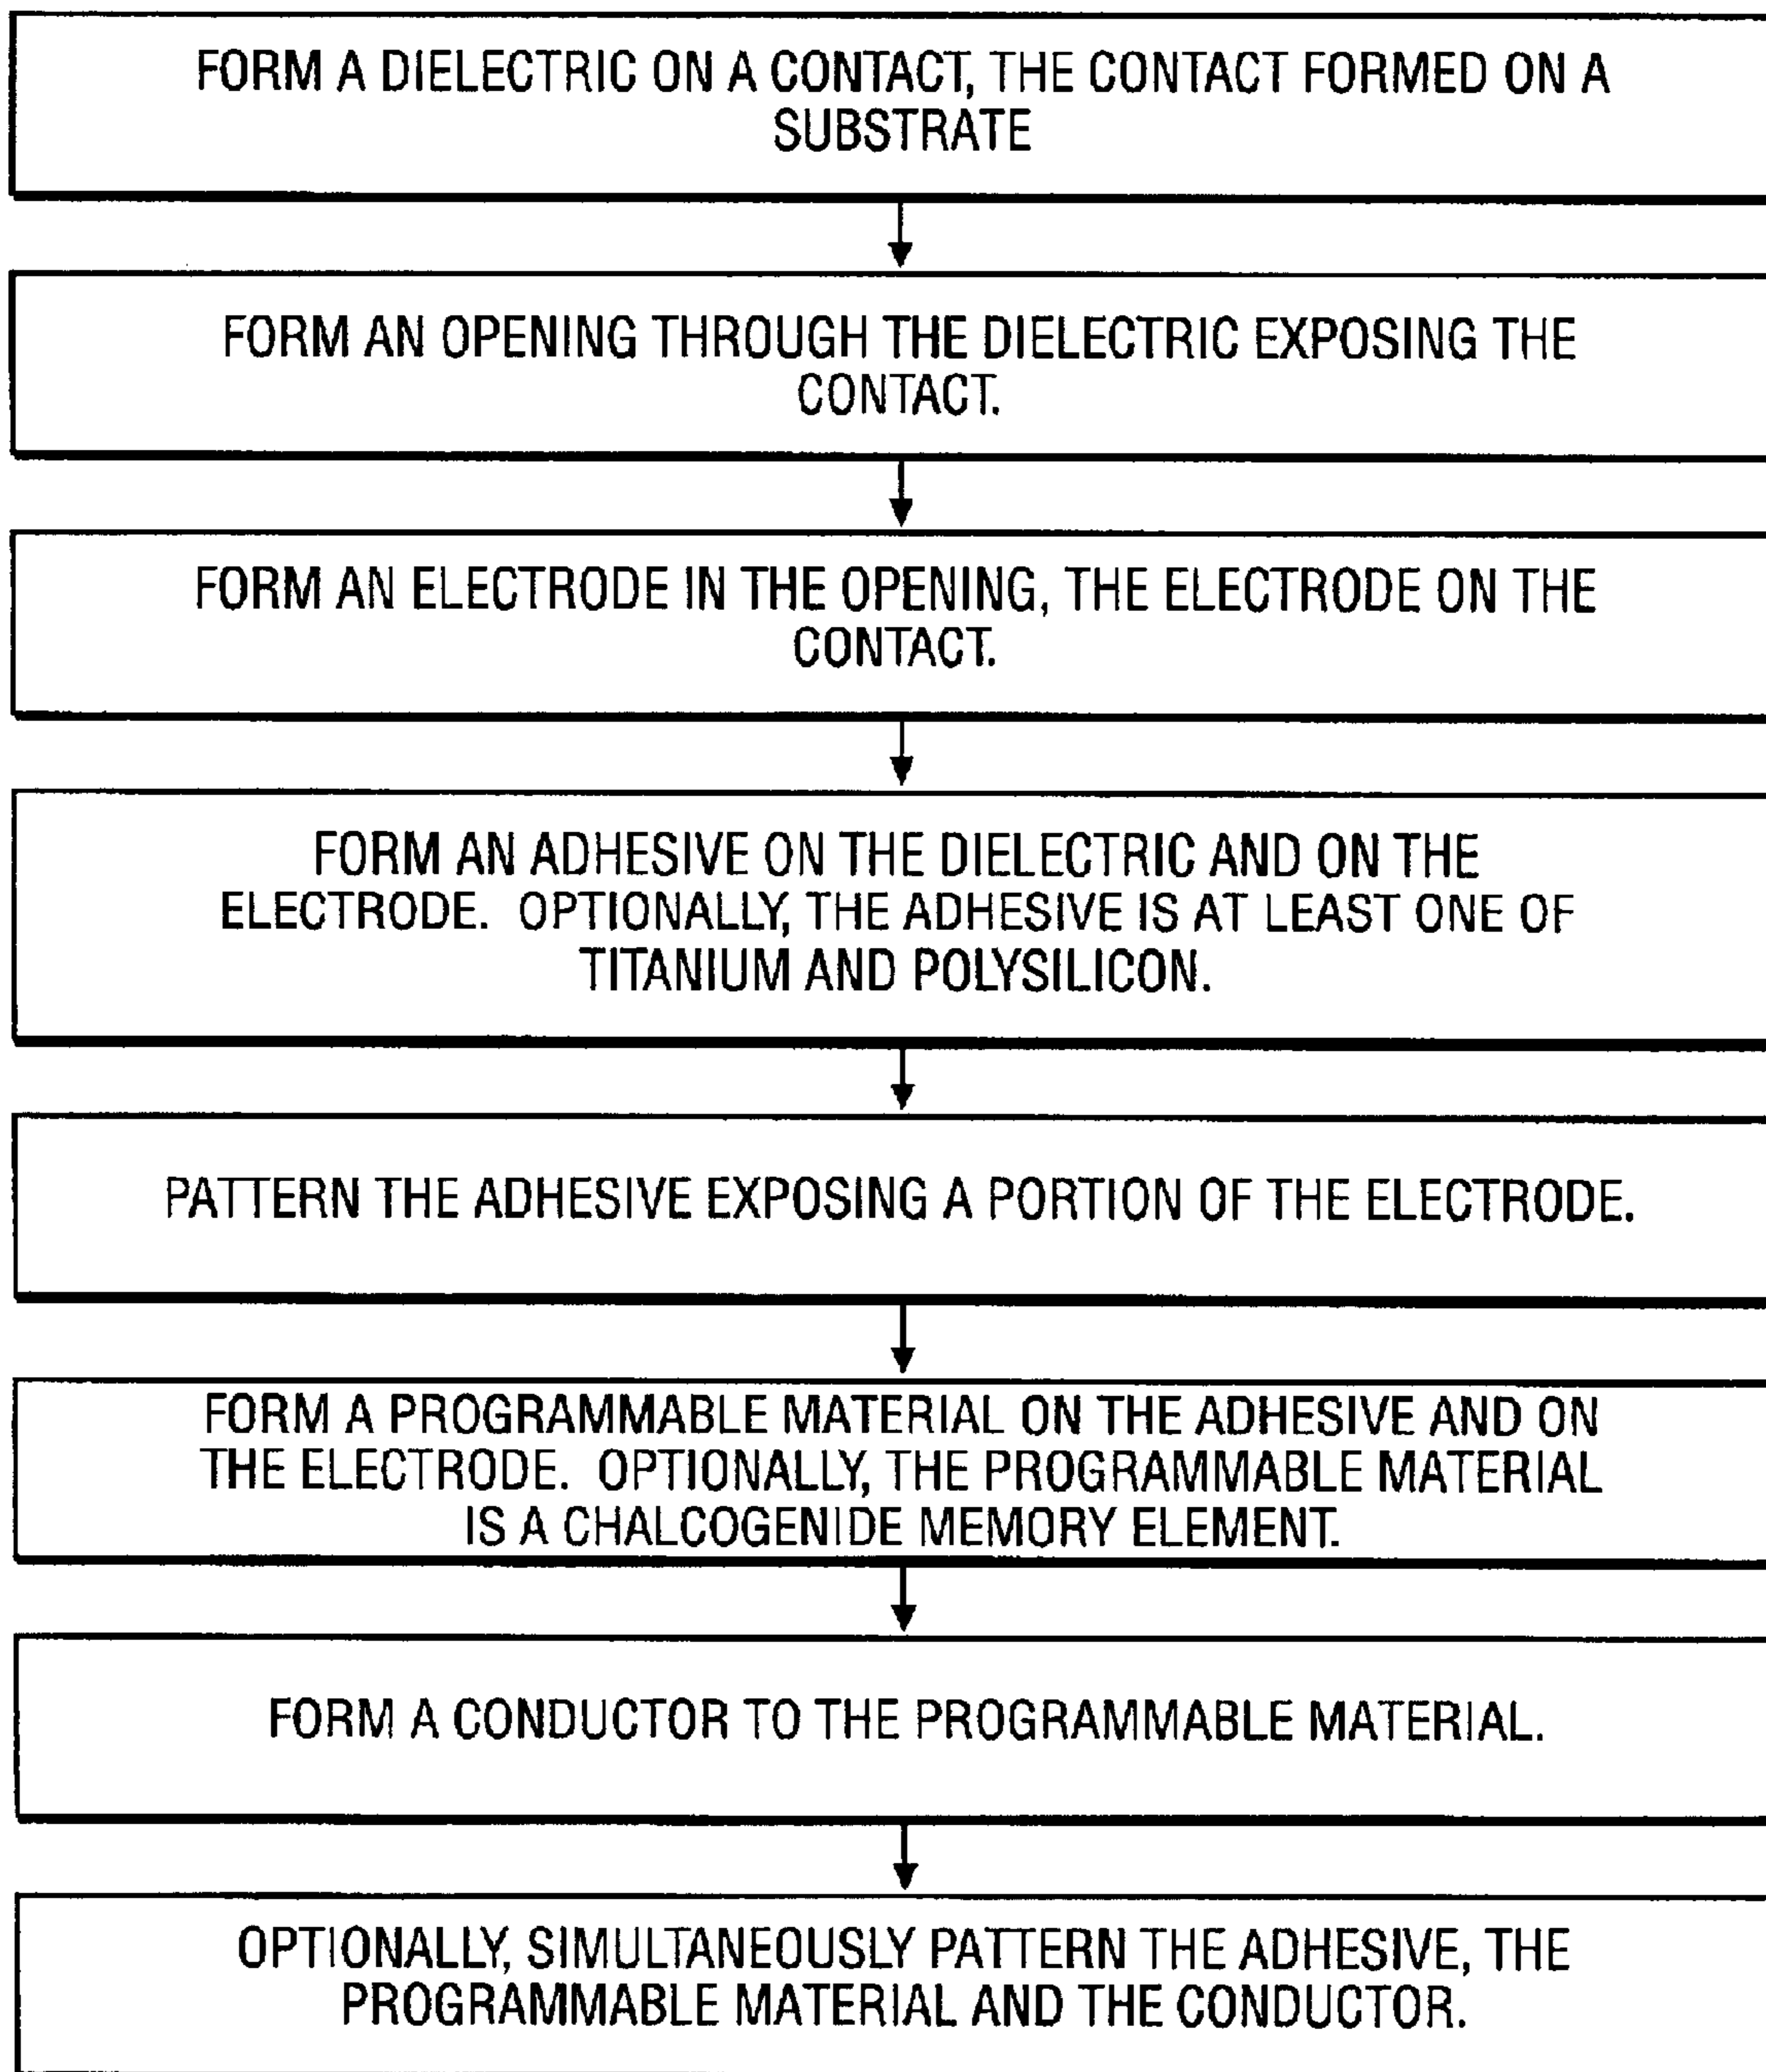 FORM A DIELECTRIC ON A CONTACT, THE CONTACT FORMED ON A
SUBSTRATE
FORM AN OPENING THROUGH THE DIELECTRIC EXPOSING THE
CONTACT.
FORM AN ELECTRODE IN THE OPENING, THE ELECTRODE ON THE
CONTACT.
FORM AN ADHESIVE ON THE DIELECTRIC AND ON THE
ELECTRODE. OPTIONALLY, THE ADHESIVE IS AT LEAST ONE OF
TITANIUM AND POLYSILICON.
PATTERN THE ADHESIVE EXPOSING A PORTION OF THE ELECTRODE.
FORM A PROGRAMMABLE MATERIAL ON THE ADHESIVE AND ON
THE ELECTRODE. OPTIONALLY, THE PROGRAMMABLE MATERIAL
IS A CHALCOGENIDE MEMORY ELEMENT.
FORM A CONDUCTOR TO THE PROGRAMMABLE MATERIAL.
OPTIONALLY, SIMULTANEOUSLY PATTERN THE ADHESIVE, THE
PROGRAMMABLE MATERIAL AND THE CONDUCTOR.